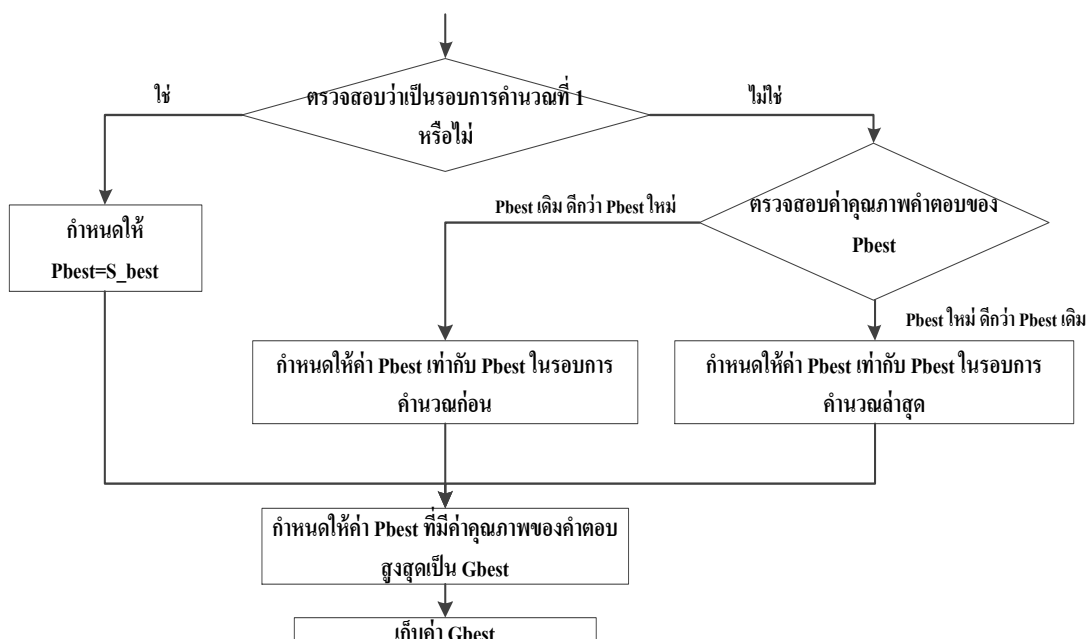 ตรวจสอบว่าเป็นรอบการคำนวณที่ 1
หรือไม่
ใช่
ไม่ใช่
กำหนดให้
Pbest=S_best
Pbest เดิม ดีกว่า Pbest ใหม่
ตรวจสอบค่าคุณภาพคำตอบของ
Pbest
Pbest ใหม่ ดีกว่า Pbest เดิม
กำหนดให้ค่า Pbest เท่ากับ Pbest ในรอบการ
คำนวณก่อน
กำหนดให้ค่า Pbest เท่ากับ Pbest ในรอบการ
คำนวณล่าสุด
กำหนดให้ค่า Pbest ที่มีค่าคุณภาพของคำตอบ
สูงสุดเป็น Gbest
เก็บค่า Gbest